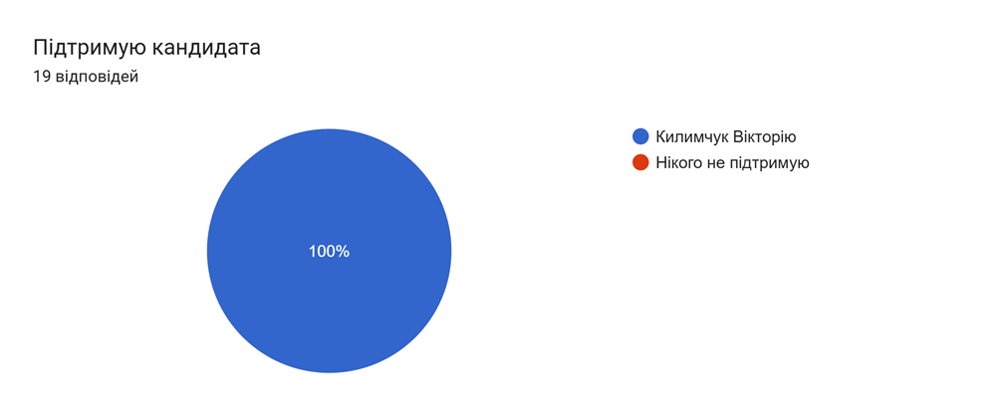 Підтримую кандидата
19 відповідей
100%
Килимчук Вікторію
Нікого не підтримую